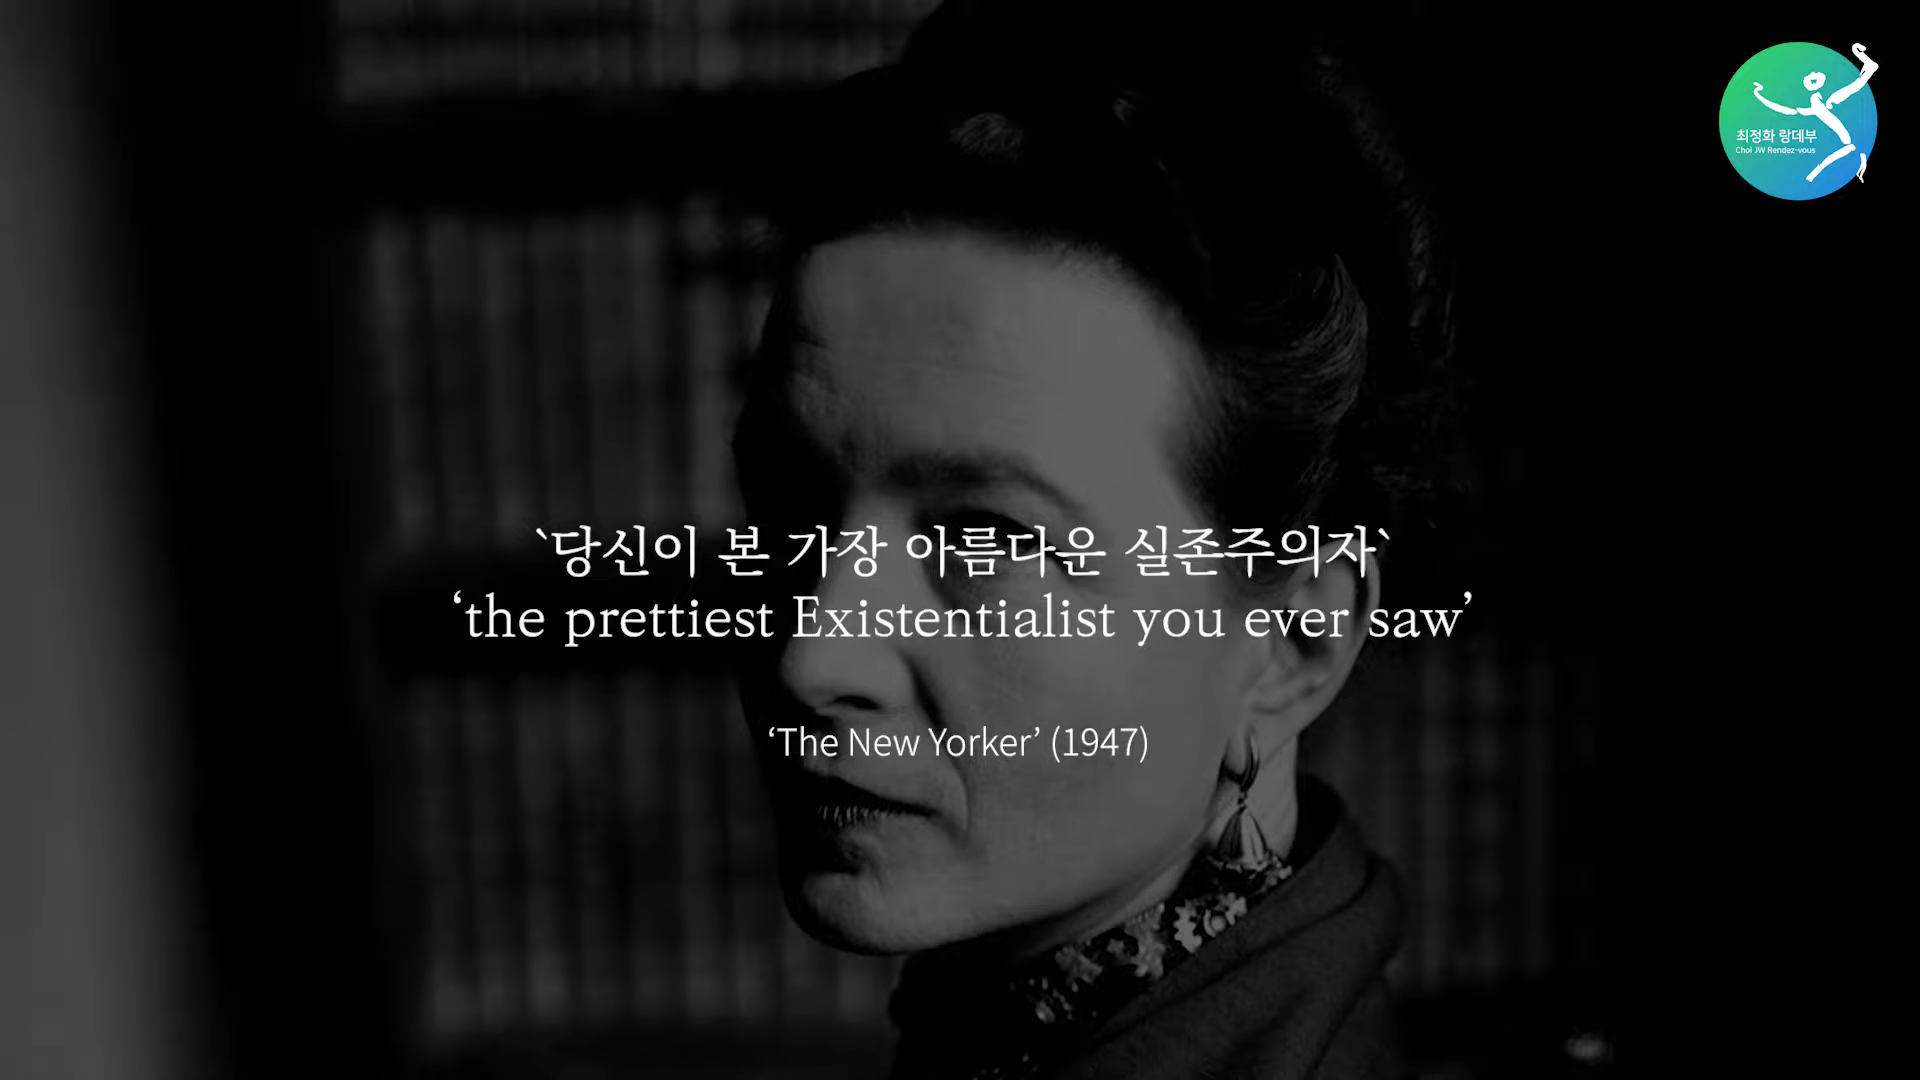 최정화 랑데부
Choi JW Rendez-vous
`당신이 본 가장 아름다운 실존주의자`
‘the prettiest Existentialist you ever saw’
‘The New Yorker’ (1947)